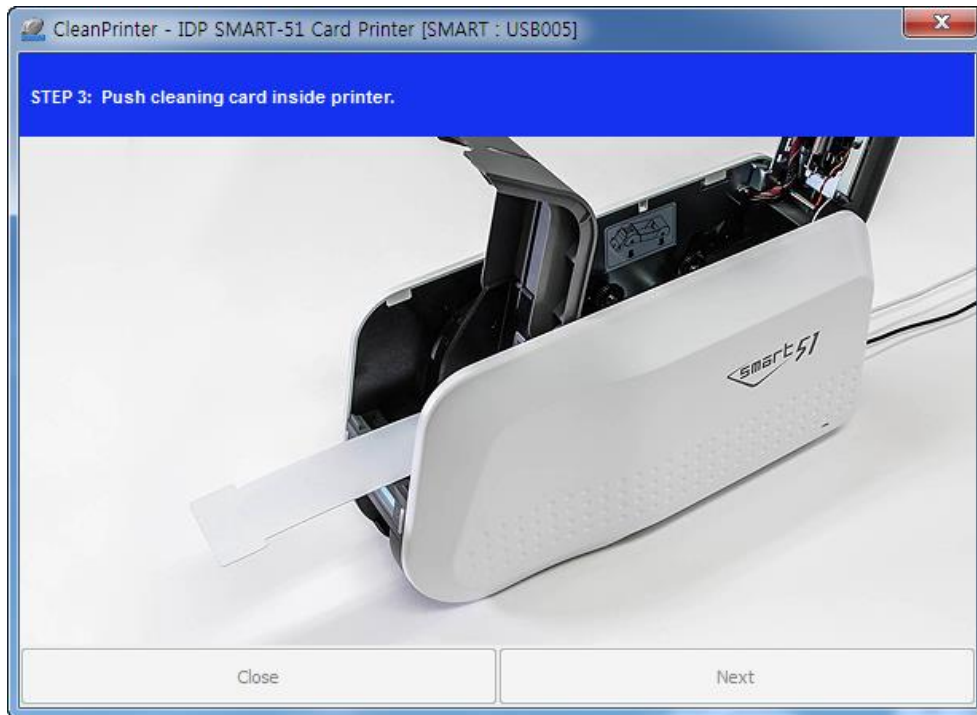 CleanPrinter - IDP SMART-51 Card Printer [SMART : USB005]
STEP 3: Push cleaning card inside printer.
smart 51
Close
Next